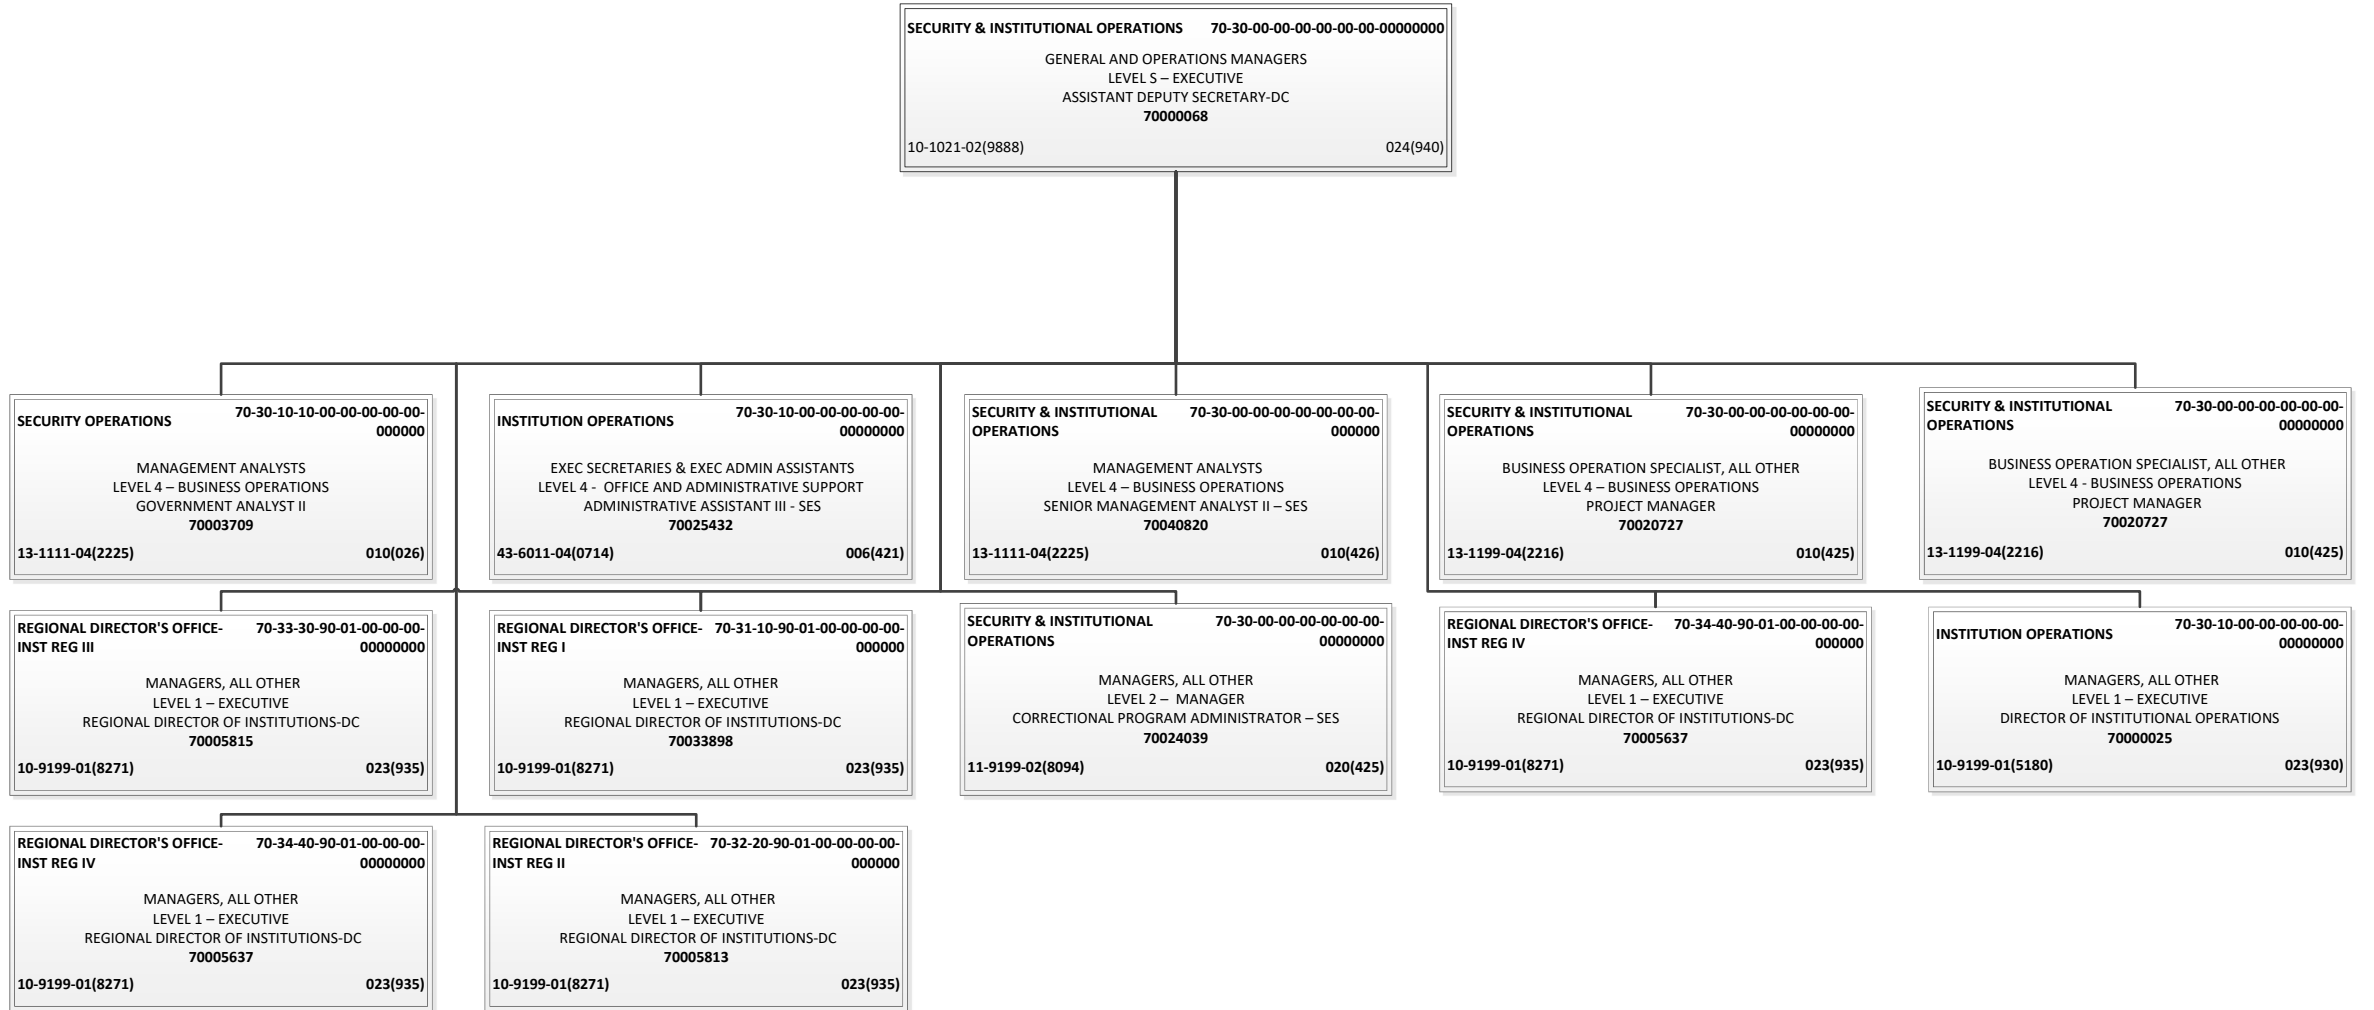 SECURITY & INSTITUTIONAL OPERATIONS 70-30-00-00-00-00-00-00000000
GENERAL AND OPERATIONS MANAGERS
LEVEL S – EXECUTIVE
ASSISTANT DEPUTY SECRETARY-DC
70000068
10-1021-02(9888) 024(940)
SECURITY OPERATIONS 70-30-10-10-00-00-00-00-00-
000000
MANAGEMENT ANALYSTS
LEVEL 4 – BUSINESS OPERATIONS
GOVERNMENT ANALYST II
70003709
13-1111-04(2225) 010(026)
INSTITUTION OPERATIONS 70-30-10-00-00-00-00-00-
00000000
EXEC SECRETARIES & EXEC ADMIN ASSISTANTS
LEVEL 4 - OFFICE AND ADMINISTRATIVE SUPPORT
ADMINISTRATIVE ASSISTANT III - SES
70025432
43-6011-04(0714) 006(421)
SECURITY & INSTITUTIONAL 70-30-00-00-00-00-00-00-00-
OPERATIONS 000000
MANAGEMENT ANALYSTS
LEVEL 4 – BUSINESS OPERATIONS
SENIOR MANAGEMENT ANALYST II – SES
70040820
13-1111-04(2225) 010(426)
SECURITY & INSTITUTIONAL 70-30-00-00-00-00-00-00-
OPERATIONS 00000000
BUSINESS OPERATION SPECIALIST, ALL OTHER
LEVEL 4 – BUSINESS OPERATIONS
PROJECT MANAGER
70020727
13-1199-04(2216) 010(425)
SECURITY & INSTITUTIONAL 70-30-00-00-00-00-00-00-
OPERATIONS 00000000
BUSINESS OPERATION SPECIALIST, ALL OTHER
LEVEL 4 - BUSINESS OPERATIONS
PROJECT MANAGER
70020727
13-1199-04(2216) 010(425)
REGIONAL DIRECTOR'S OFFICE- 70-33-30-90-01-00-00-00-
INST REG III 00000000
MANAGERS, ALL OTHER
LEVEL 1 – EXECUTIVE
REGIONAL DIRECTOR OF INSTITUTIONS-DC
70005815
10-9199-01(8271) 023(935)
REGIONAL DIRECTOR'S OFFICE- 70-31-10-90-01-00-00-00-00-
INST REG I 000000
MANAGERS, ALL OTHER
LEVEL 1 – EXECUTIVE
REGIONAL DIRECTOR OF INSTITUTIONS-DC
70033898
10-9199-01(8271) 023(935)
SECURITY & INSTITUTIONAL 70-30-00-00-00-00-00-00-
OPERATIONS 00000000
MANAGERS, ALL OTHER
LEVEL 2 – MANAGER
CORRECTIONAL PROGRAM ADMINISTRATOR – SES
70024039
11-9199-02(8094) 020(425)
REGIONAL DIRECTOR'S OFFICE- 70-34-40-90-01-00-00-00-00-
INST REG IV 000000
MANAGERS, ALL OTHER
LEVEL 1 – EXECUTIVE
REGIONAL DIRECTOR OF INSTITUTIONS-DC
70005637
10-9199-01(8271) 023(935)
INSTITUTION OPERATIONS 70-30-10-00-00-00-00-00-
00000000
MANAGERS, ALL OTHER
LEVEL 1 – EXECUTIVE
DIRECTOR OF INSTITUTIONAL OPERATIONS
70000025
10-9199-01(5180) 023(930)
REGIONAL DIRECTOR'S OFFICE- 70-34-40-90-01-00-00-00-
INST REG IV 00000000
MANAGERS, ALL OTHER
LEVEL 1 – EXECUTIVE
REGIONAL DIRECTOR OF INSTITUTIONS-DC
70005637
10-9199-01(8271) 023(935)
REGIONAL DIRECTOR'S OFFICE- 70-32-20-90-01-00-00-00-00-
INST REG II 000000
MANAGERS, ALL OTHER
LEVEL 1 – EXECUTIVE
REGIONAL DIRECTOR OF INSTITUTIONS-DC
70005813
10-9199-01(8271) 023(935)